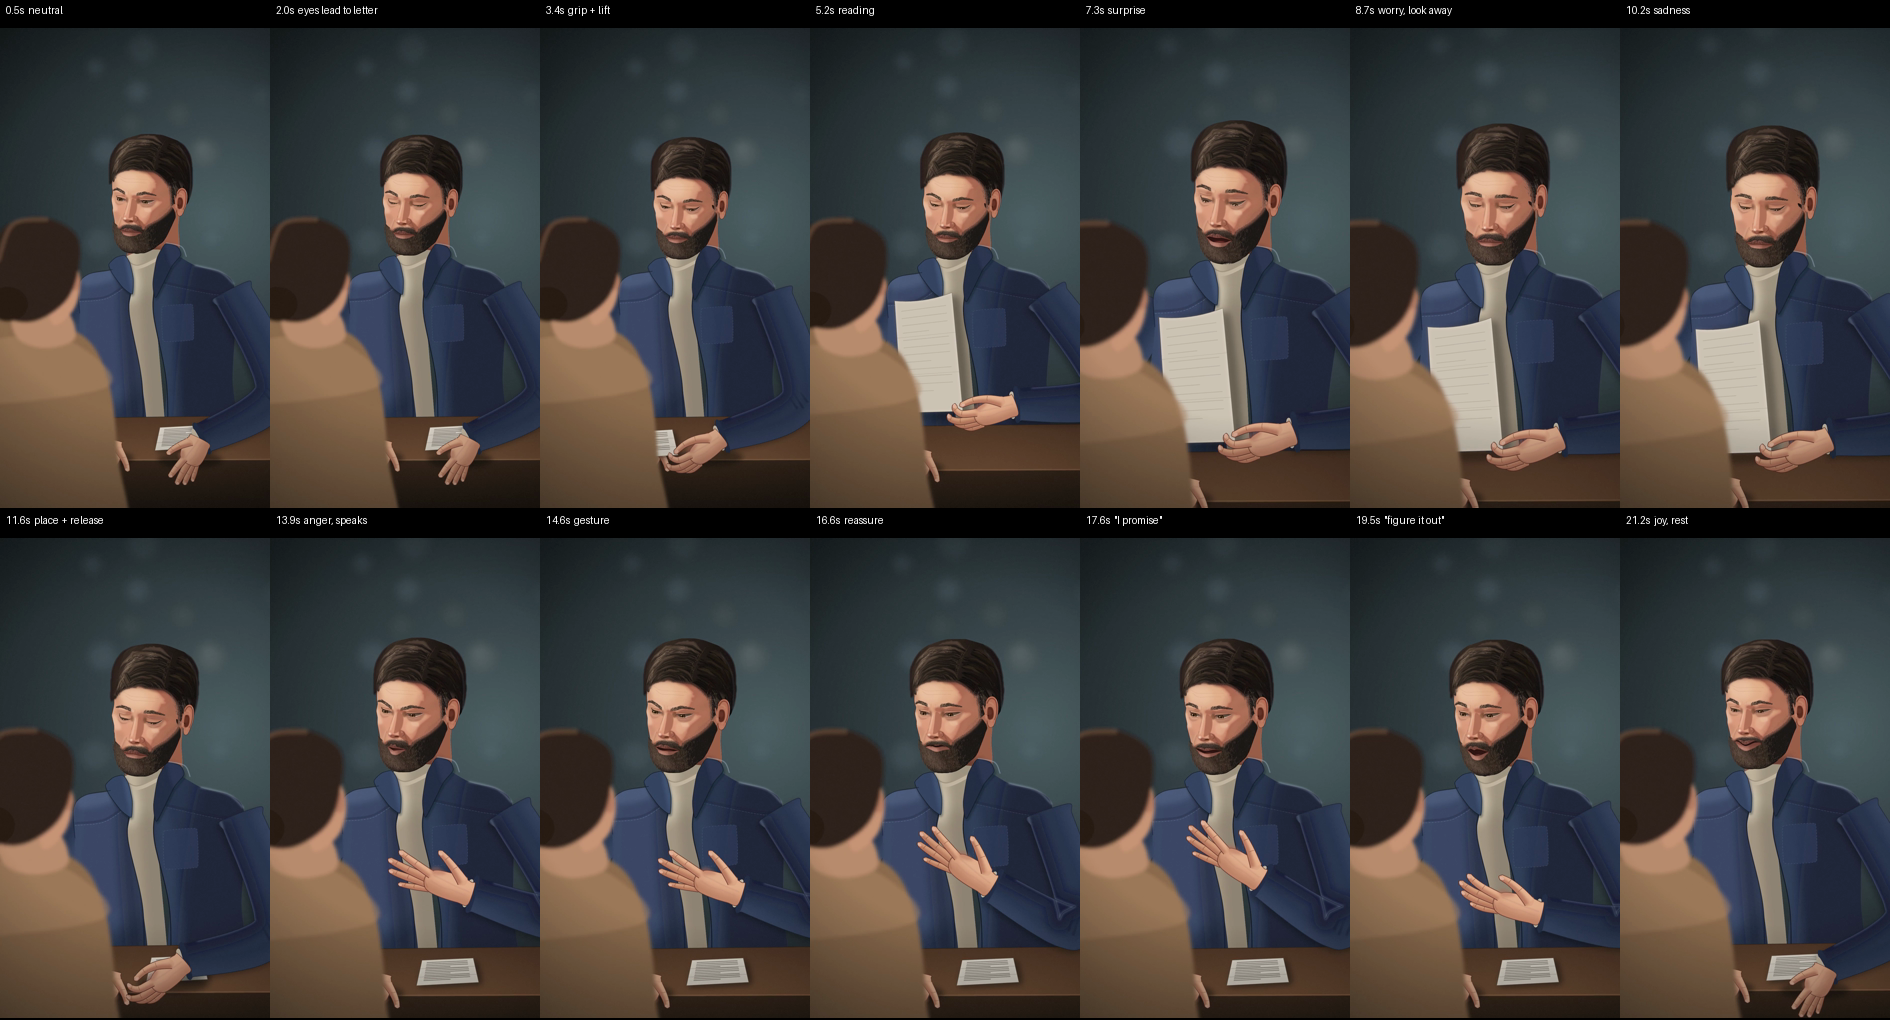 0.5s neutral
2.0s eyes lead to letter
3.4s grip + lift
5.2s reading
7.3s surprise
8.7s worry, look away
10.2s sadness
11.6s place + release
13.9s anger, speaks
14.6s gesture
16.6s reassure
17.6s "I promise"
19.5s "figure it out"
21.2s joy, rest